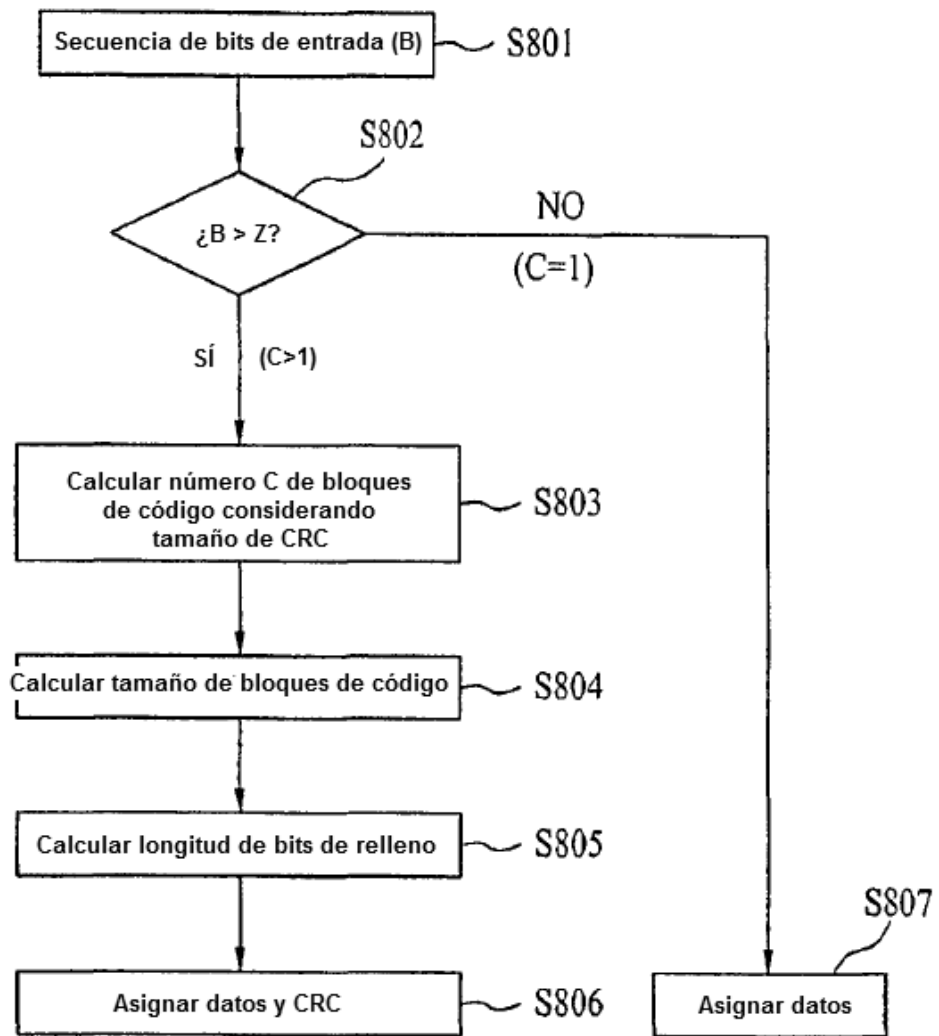 Secuencia de bits de entrada (B)
S801
S802
¿B > Z?
NO
(C=1)
SÍ (C>1)
Calcular número C de bloques
de código considerando
tamaño de CRC
S803
Calcular tamaño de bloques de código
S804
Calcular longitud de bits de relleno
S805
S807
Asignar datos y CRC
S806
Asignar datos